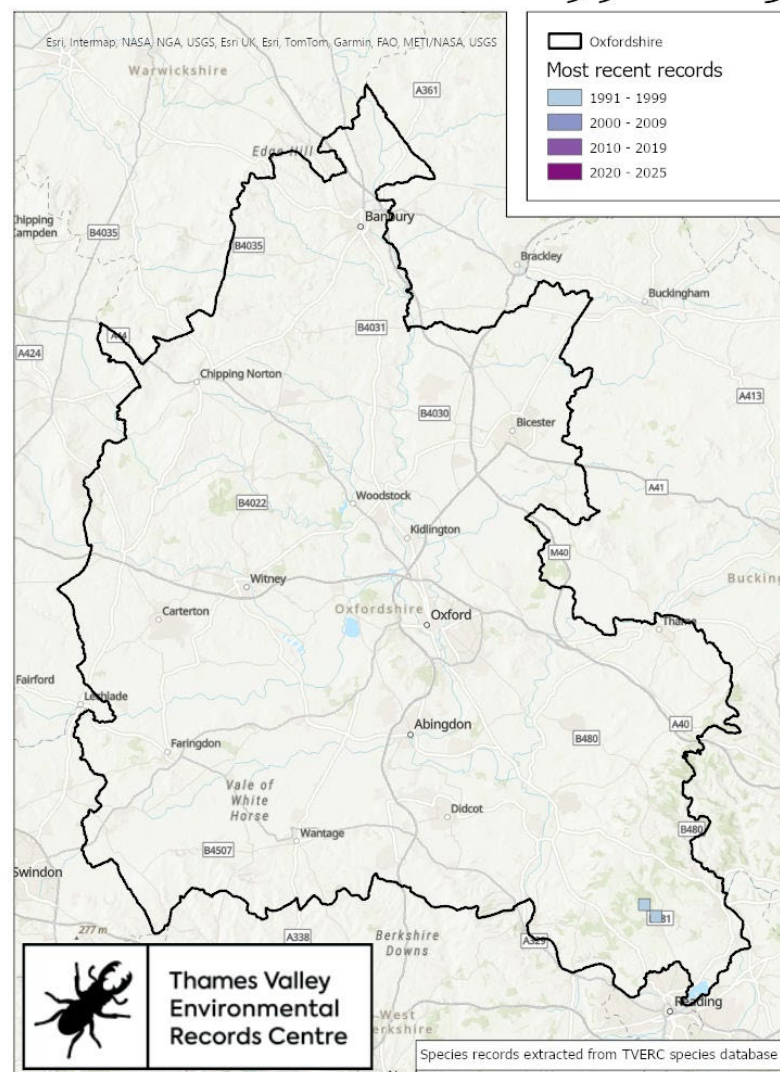 Esri, Intermap, NASA, NGA, USGS, Esri UK, Esri, TomTom, Garmin, FAO, METI/NASA, USGS
Oxfordshire
Most recent records
1991 - 1999
2000 - 2009
2010 - 2019
2020 - 2025
Warwickshire
A361
Edge Hill
Chipping
Campden
B4035
B4035
Banbury
Brackley
Buckingham
A44
B4031
A424
Chipping Norton
A413
B4030
Bicester
A41
B4022
Woodstock
Kidlington
M40
Witney
Bucking
Carterton
Oxfordshire
Oxford
Thame
Fairford
Lechlade
A40
Abingdon
B480
Faringdon
Vale of
White
Horse
Didcot
B480
Wantage
B4507
Swindon
277 m
A338
Berkshire
Downs
A329
Reading
West
erkshire
Thames Valley
Environmental
Records Centre
Species records extracted from TVERC species database